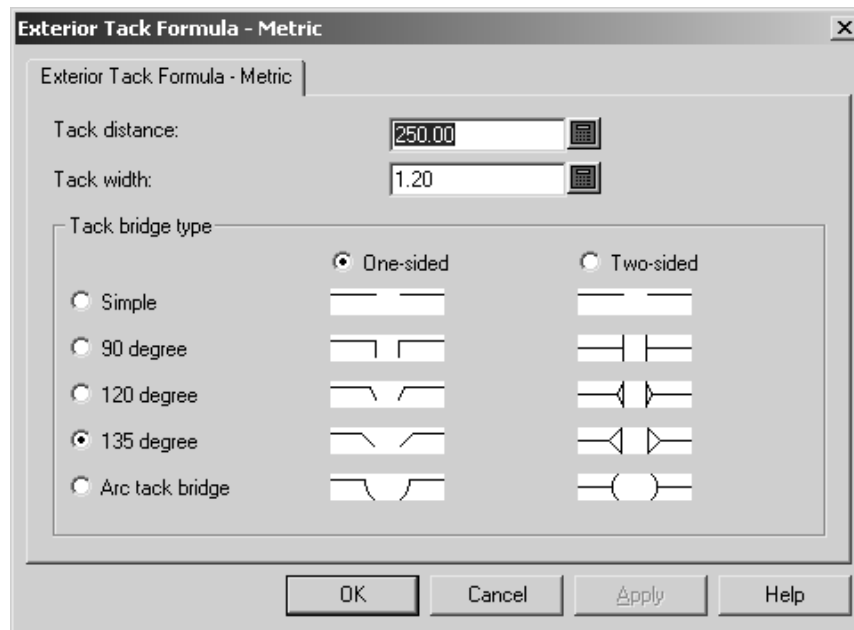 Exterior Tack Formula - Metric
Exterior Tack Formula - Metric
Tack distance: 250.00
Tack width: 1.20
Tack bridge type
One-sided Two-sided
Simple
90 degree
120 degree
135 degree
Arc tack bridge
OK Cancel Apply Help